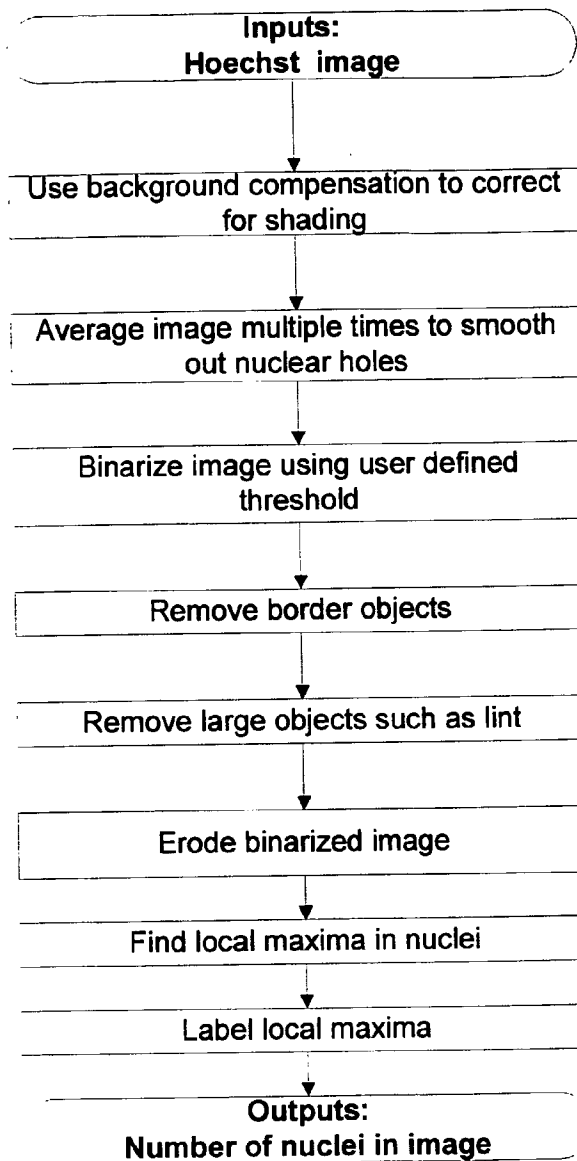 Inputs:
Hoechst image
Use background compensation to correct
for shading
Average image multiple times to smooth
out nuclear holes
Binarize image using user defined
threshold
Remove border objects
Remove large objects such as lint
Erode binarized image
Find local maxima in nuclei
Label local maxima
Outputs:
Number of nuclei in image